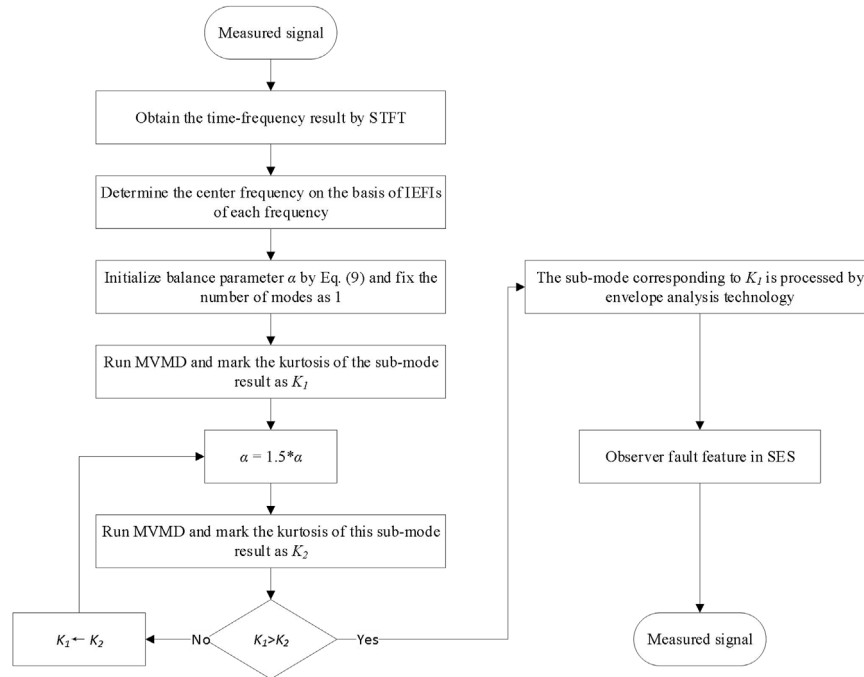 Measured signal
Obtain the time-frequency result by STFT
Determine the center frequency on the basis of IEFIs
of each frequency
Initialize balance parameter α by Eq. (9) and fix the
number of modes as 1
Run MVMD and mark the kurtosis of the sub-mode
result as K₁
α = 1.5*α
Run MVMD and mark the kurtosis of this sub-mode
result as K₂
K₁>K₂
No
K₁← K₂
Yes
The sub-mode corresponding to K₁ is processed by
envelope analysis technology
Observer fault feature in SES
Measured signal